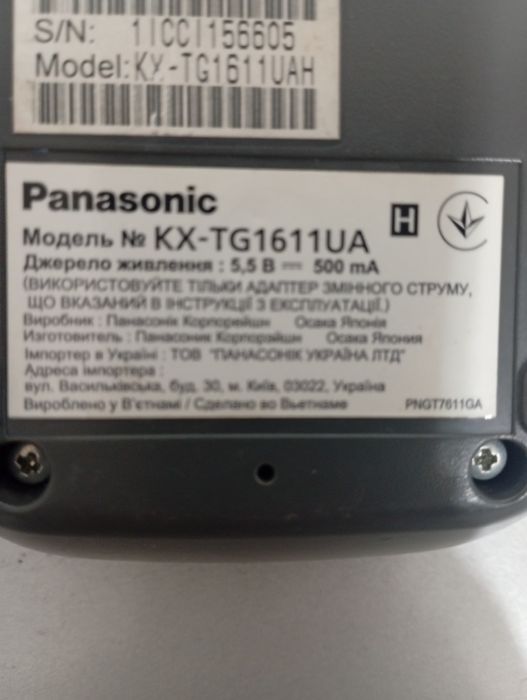 S/N: 1ICCI156605
Model: KX-TG1611UAH
Panasonic
Модель № KX-TG1611UA
H
Джерело живлення : 5,5 В 500 mA
(ВИКОРИСТОВУЙТЕ ТІЛЬКИ АДАПТЕР ЗМІННОГО СТРУМУ,
ЩО ВКАЗАНИЙ В ІНСТРУКЦІЇ З ЕКСПЛУАТАЦІЇ.)
Виробник : Панасонік Корпорейшн Осака Японія
Изготовитель : Панасоник Корпорэйшн Осака Япония
Імпортер в Україні : ТОВ "ПАНАСОНІК УКРАЇНА ЛТД"
Адреса імпортера :
вул. Васильківська, буд. 30, м. Київ, 03022, Україна
Вироблено у В'єтнамі / Сделано во Вьетнаме PNGT7611GA